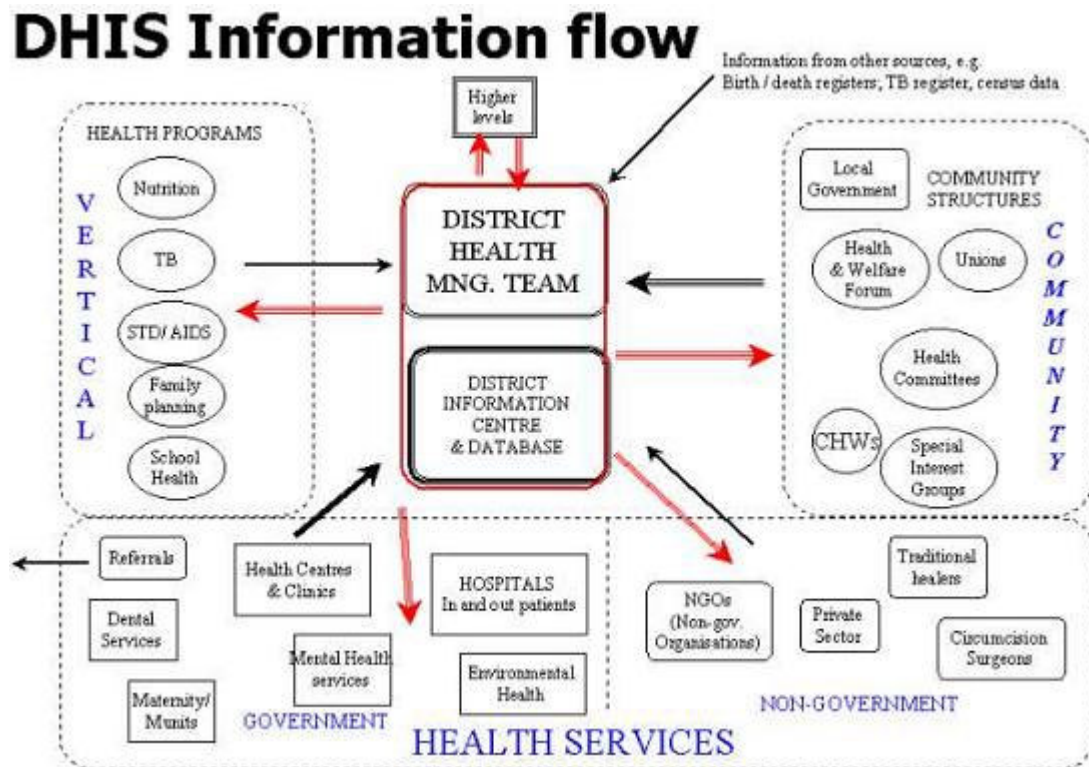 DHIS Information flow
Information from other sources, e.g.
Birth / death registers; TB register, census data
Higher
levels
HEALTH PROGRAMS
VERTICAL
Nutrition
TB
STD/ AIDS
Family
planning
School
Health
DISTRICT
HEALTH
MNG. TEAM
DISTRICT
INFORMATION
CENTRE
& DATABASE
Local
Government
COMMUNITY
STRUCTURES
COMMUNITY
Health
& Welfare
Forum
Unions
Health
Committees
CHWs
Special
Interest
Groups
Referrals
Health Centres
& Clinics
HOSPITALS
In and out patients
Dental
Services
Mental Health
services
Environmental
Health
Maternity/
Munits
GOVERNMENT
NGOs
(Non-gov.
Organisations)
Private
Sector
Traditional
healers
Circumcision
Surgeons
NON-GOVERNMENT
HEALTH SERVICES